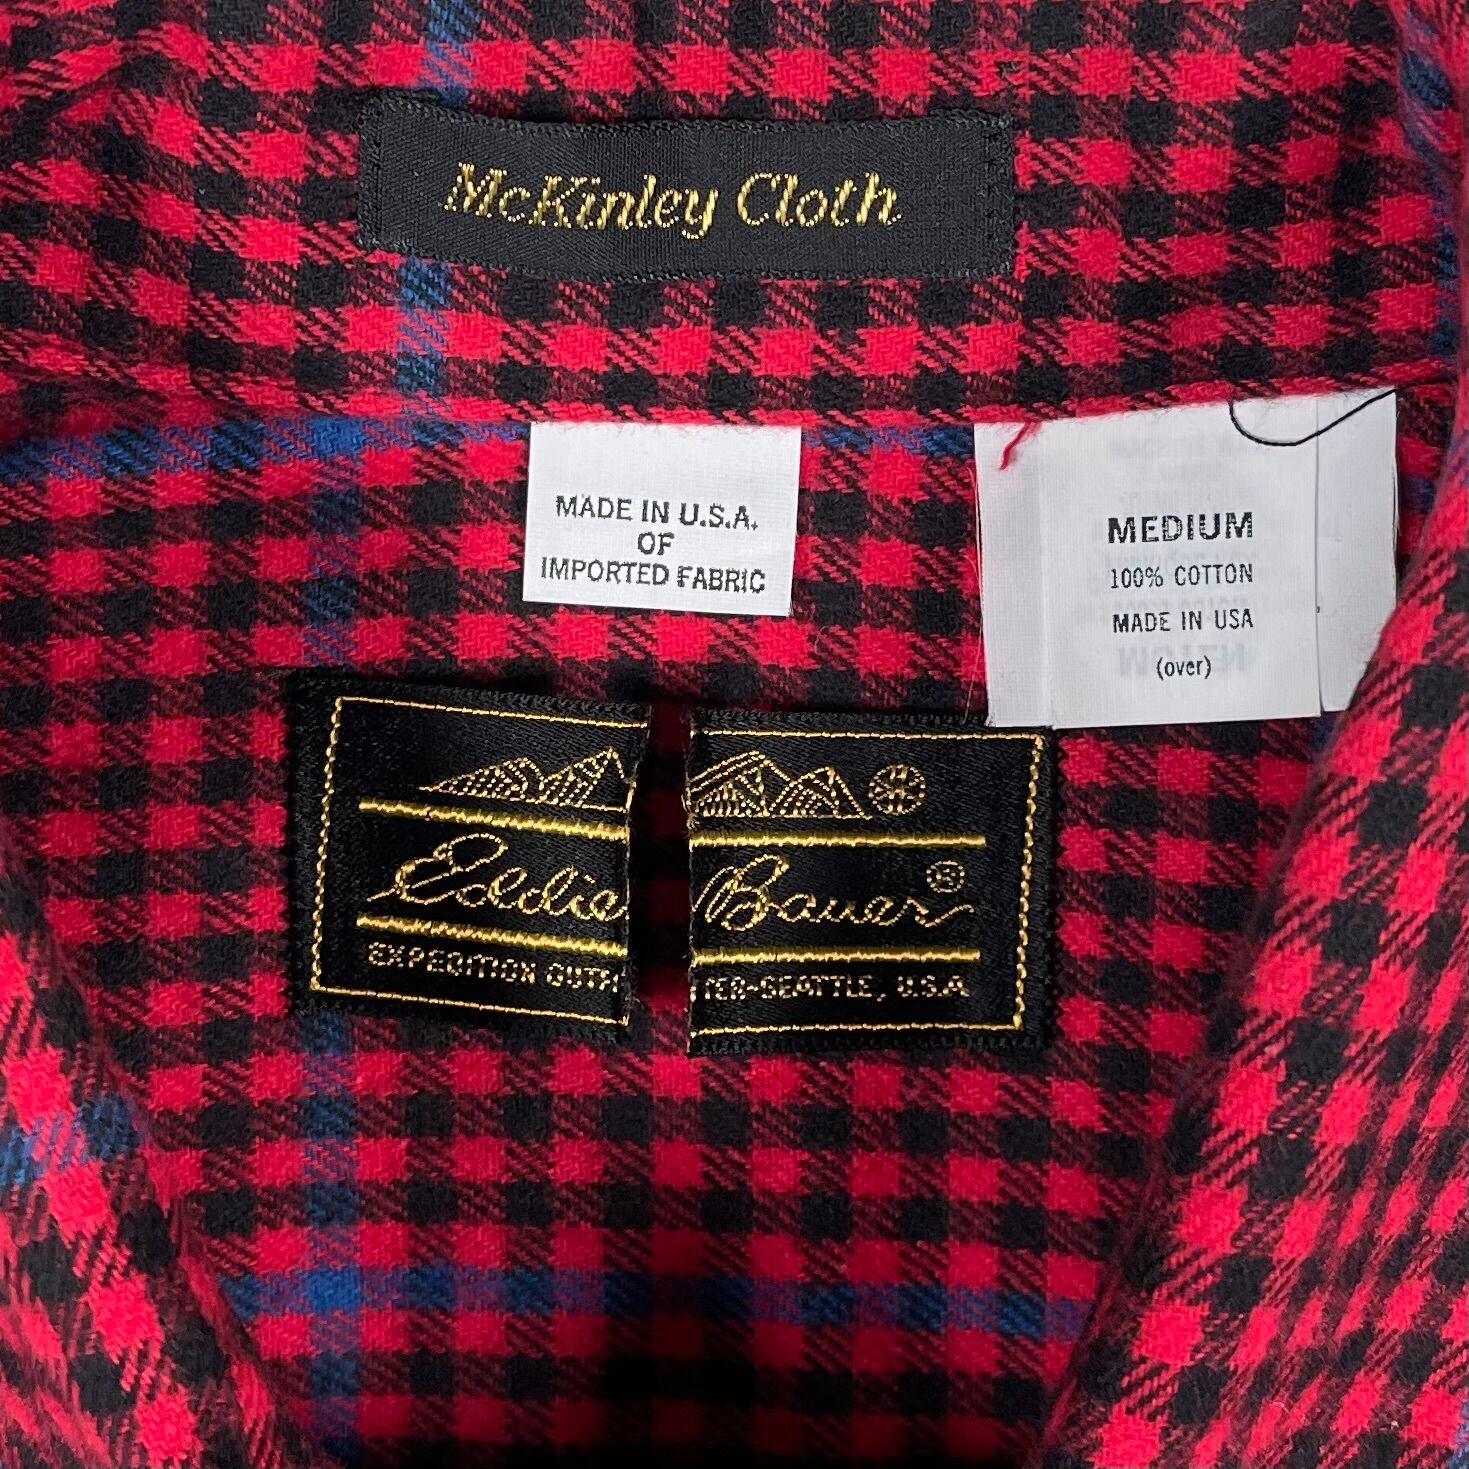 McKinley Cloth
MADE IN U.S.A.
OF
IMPORTED FABRIC
MEDIUM
100% COTTON
MADE IN USA
(over)
Eddie Bauer ®
EXPEDITION OUTF TER-SEATTLE, U.S.A.